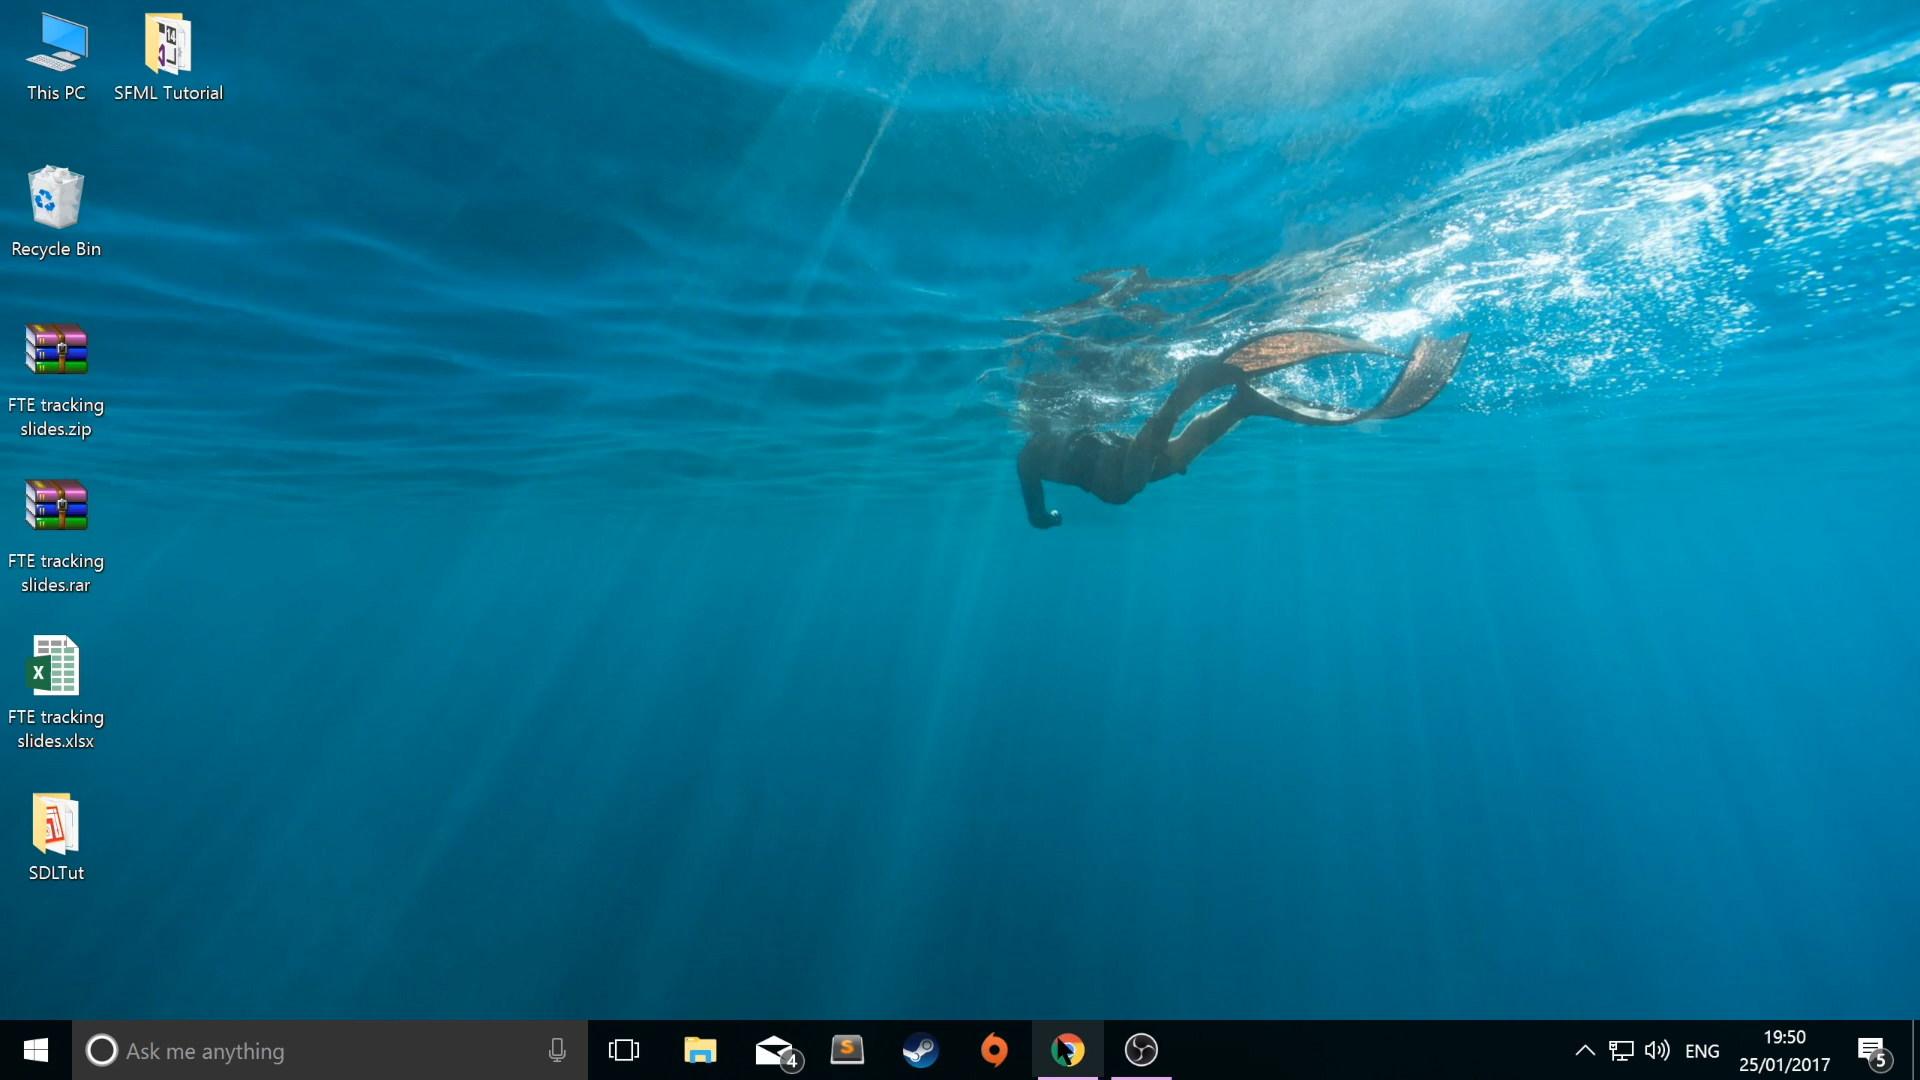 This PC
SFML Tutorial
Recycle Bin
FTE tracking
slides.zip
FTE tracking
slides.rar
FTE tracking
slides.xlsx
SDLTut
Ask me anything
4
S
ENG
19:50
25/01/2017
5